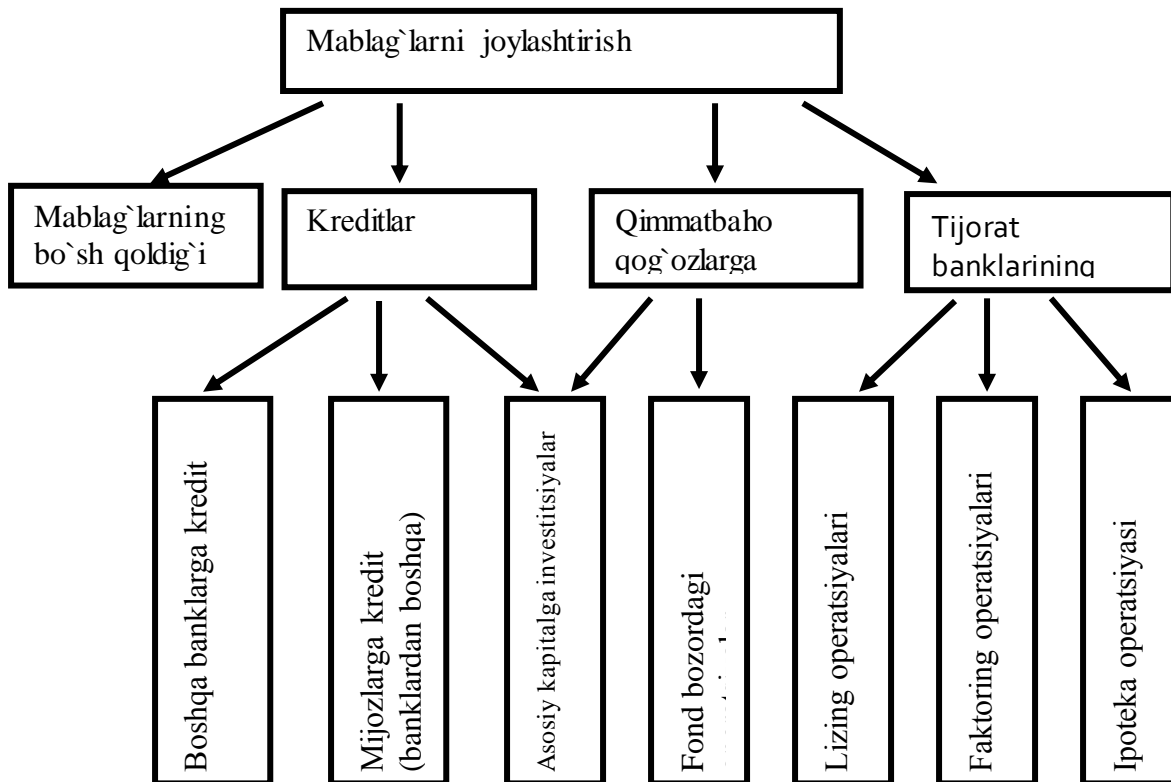 Mablag`larni joylashtirish
Mablag`larning
bo`sh qoldig`i
Kreditlar
Qimmatbaho
qog`ozlarga
Tijorat
banklarining
Boshqa banklarga kredit
Mijozlarga kredit
(banklardan boshqa)
Asosiy kapitalga investitsiyalar
Fond bozordagi
Lizing operatsiyalari
Faktoring operatsiyalari
Ipoteka operatsiyasi